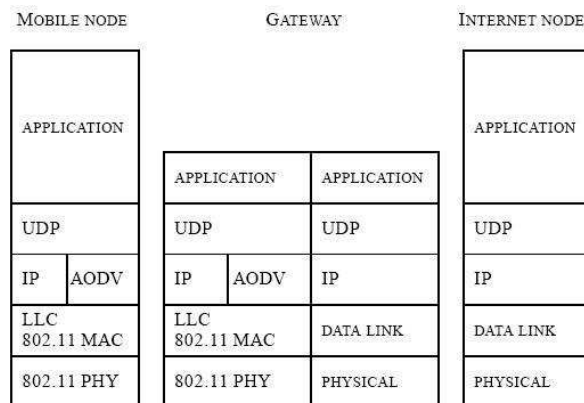 MOBILE NODE GATEWAY INTERNET NODE
APPLICATION APPLICATION
APPLICATION APPLICATION
UDP UDP UDP UDP
IP AODV IP AODV IP IP
LLC LLC
802.11 MAC 802.11 MAC DATA LINK DATA LINK
802.11 PHY 802.11 PHY PHYSICAL PHYSICAL